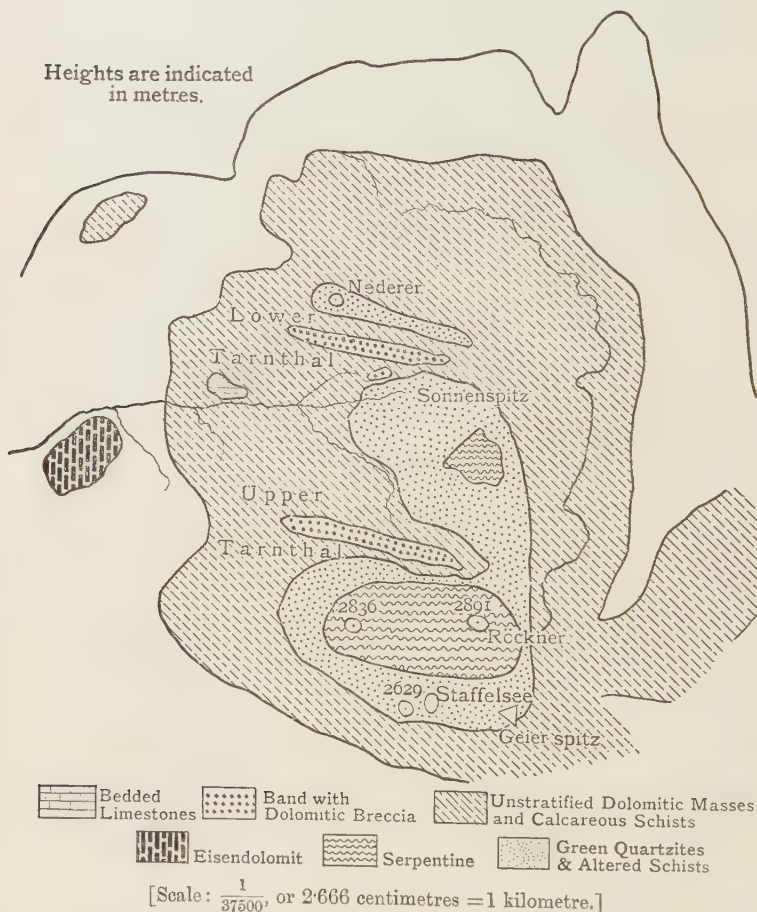 Heights are indicated
in metres.
Nederer
Lower
Tarnthal
Sonnenspitz
Upper
Tarnthal
2836
2891
Röckner
2629 Staffelsee
Geier spitz
Bedded
Limestones
Band with
Dolomitic Breccia
Unstratified Dolomitic Masses
and Calcareous Schists
Eisendolomit
Serpentine
Green Quartzites
& Altered Schists
[Scale: 1/37500, or 2·666 centimetres = 1 kilometre.]